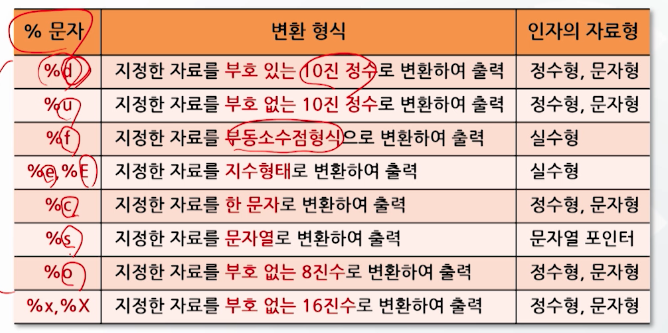 % 문자 변환 형식 인자의 자료형
%d 지정한 자료를 부호 있는 10진 정수로 변환하여 출력 정수형, 문자형
%u 지정한 자료를 부호 없는 10진 정수로 변환하여 출력 정수형, 문자형
%f 지정한 자료를 부동소수점형식으로 변환하여 출력 실수형
%e,%E 지정한 자료를 지수형태로 변환하여 출력 실수형
%c 지정한 자료를 한 문자로 변환하여 출력 정수형, 문자형
%s 지정한 자료를 문자열로 변환하여 출력 문자열 포인터
%o 지정한 자료를 부호 없는 8진수로 변환하여 출력 정수형, 문자형
%x,%X 지정한 자료를 부호 없는 16진수로 변환하여 출력 정수형, 문자형